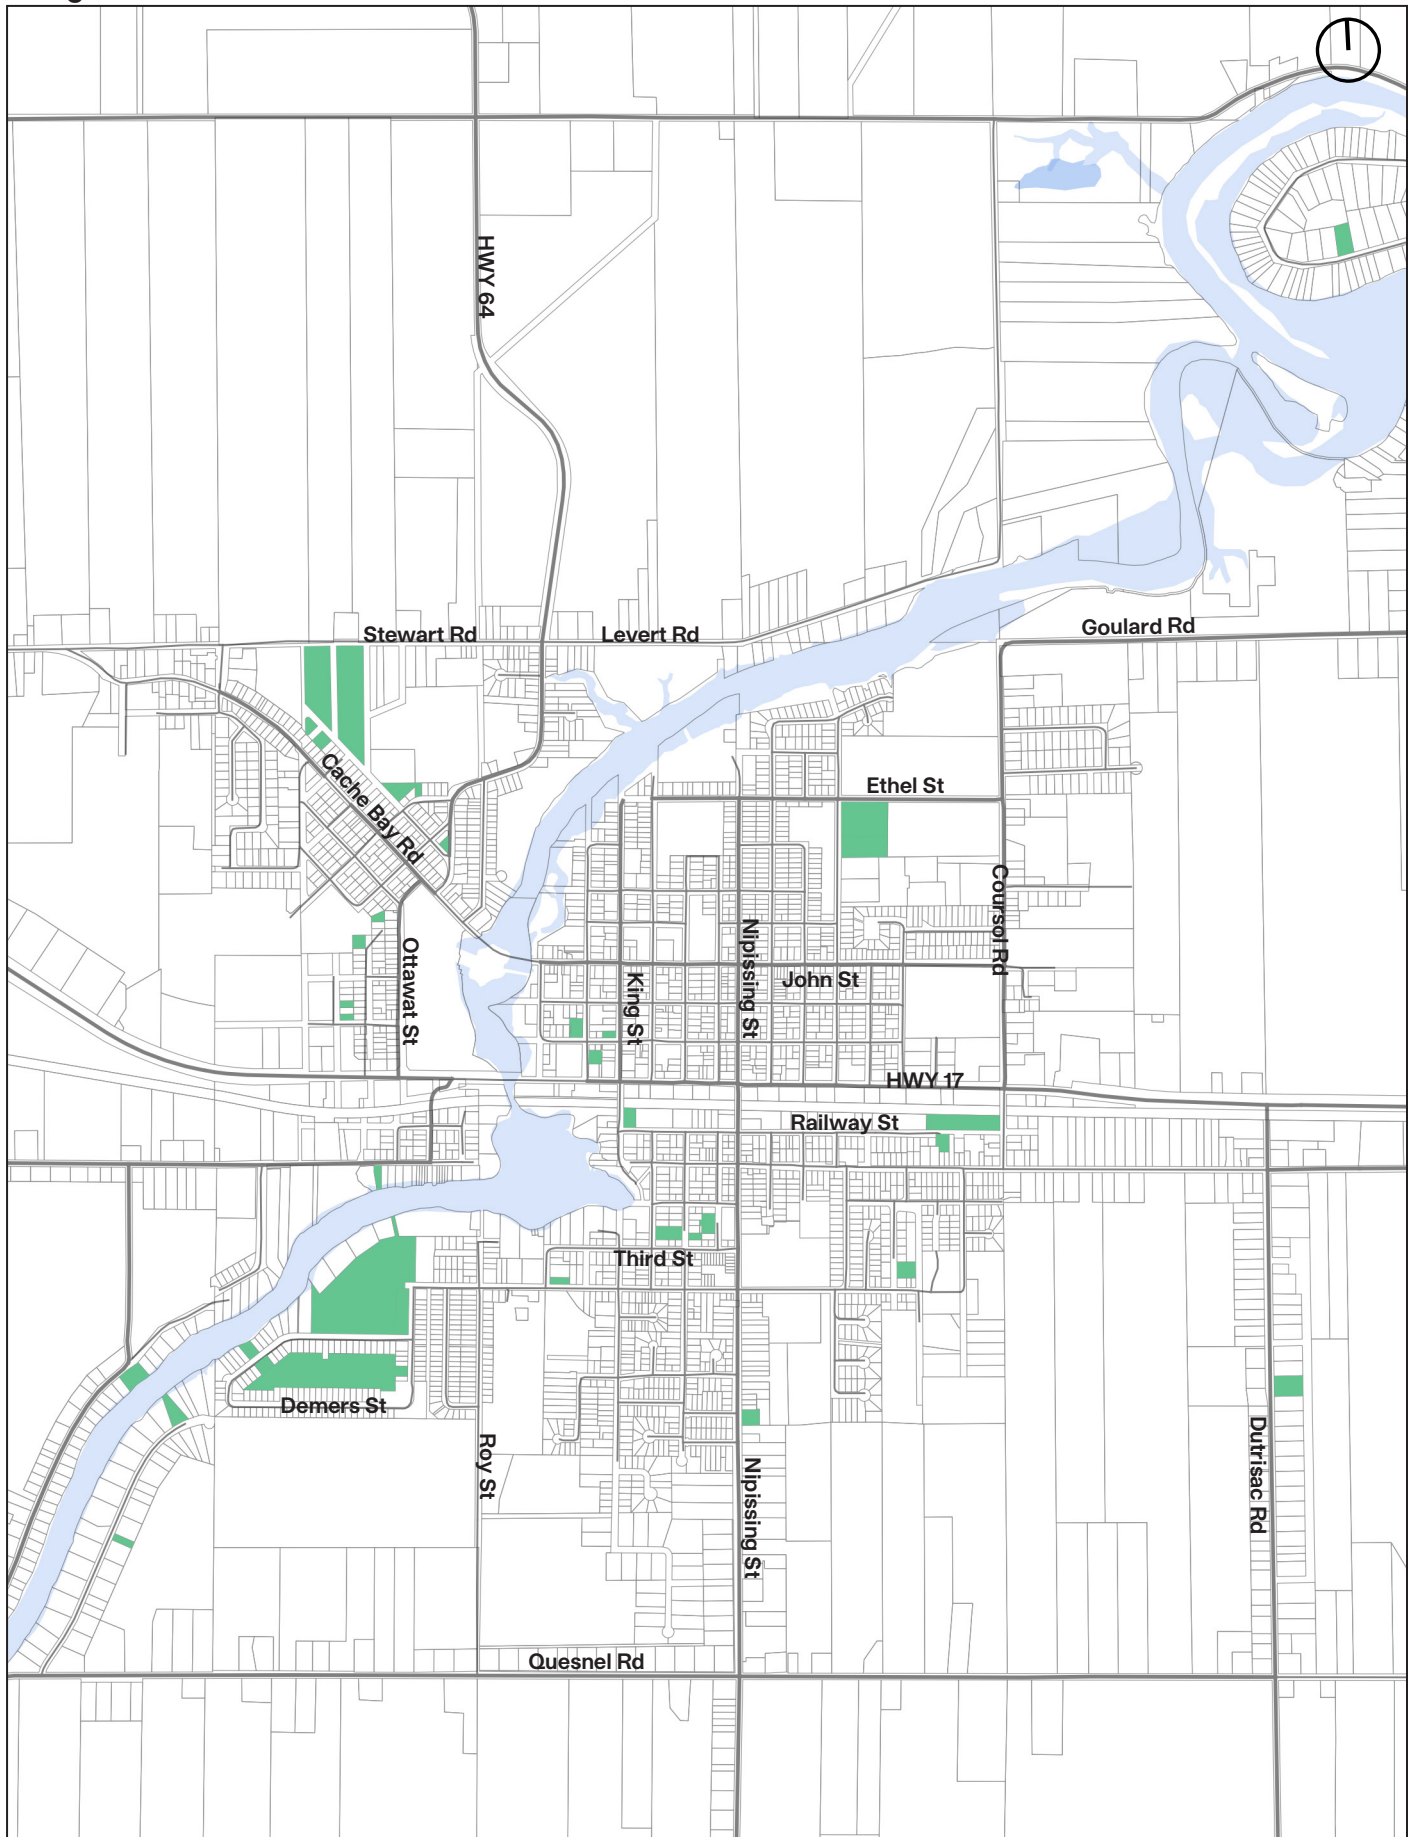 HWY 64
Stewart Rd
Levert Rd
Goulard Rd
Cache Bay Rd
Ethel St
Coursol Rd
Ottawat St
King St
Nipissing St
John St
HWY 17
Railway St
Third St
Demers St
Roy St
Nipissing St
Dutrisac Rd
Quesnel Rd